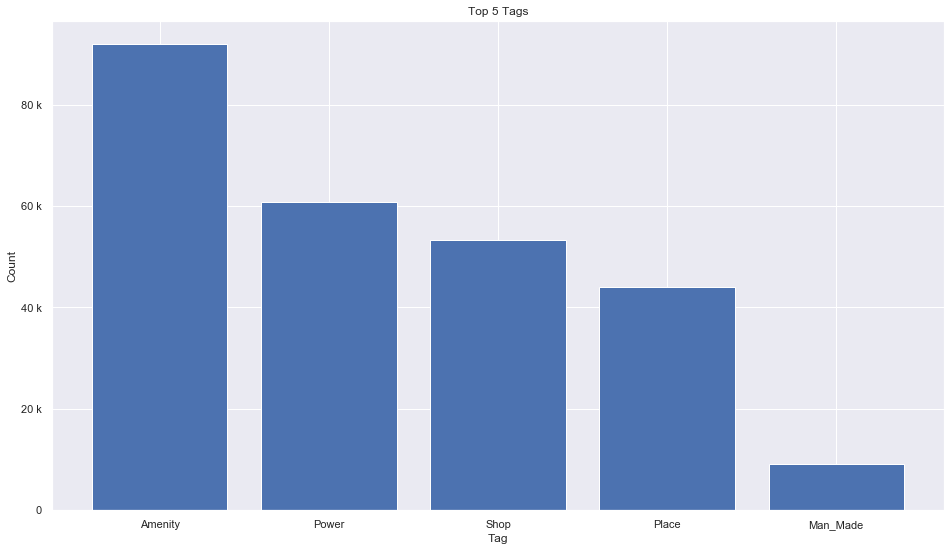 Top 5 Tags
Count
80 k
60 k
40 k
20 k
0
Amenity
Power
Shop
Place
Man_Made
Tag